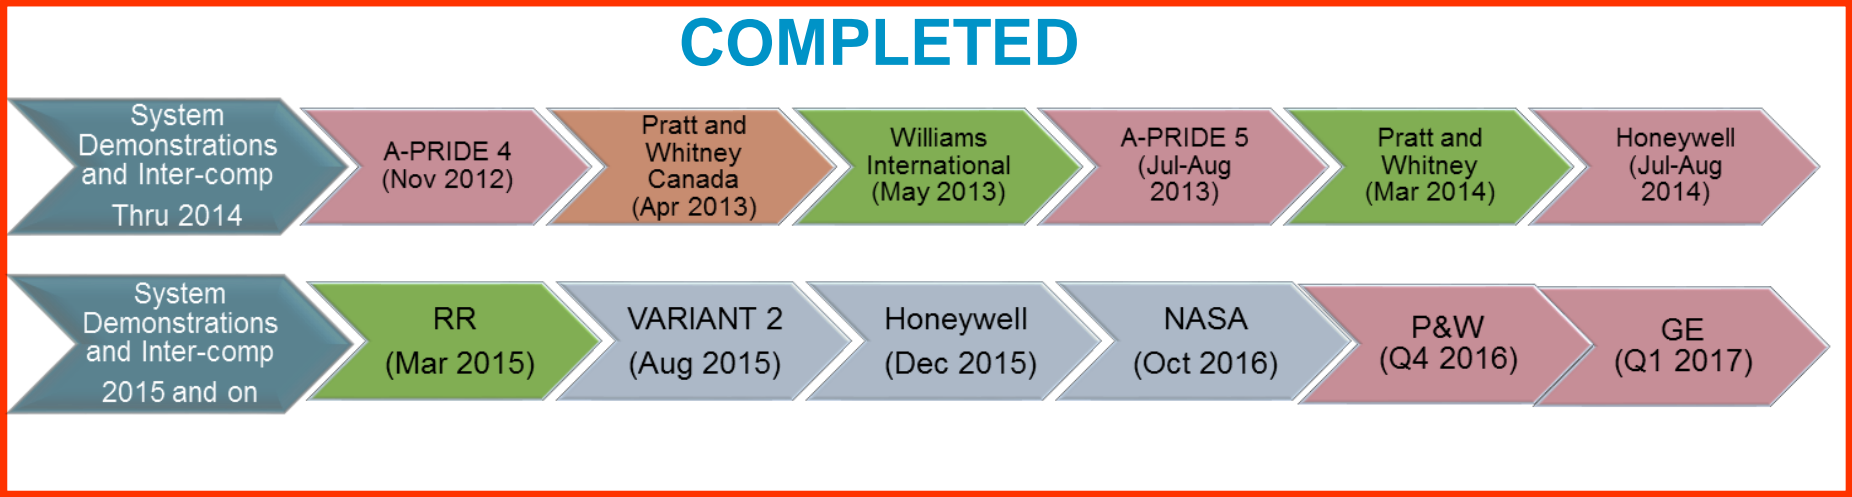 COMPLETED
System
Demonstrations
and Inter-comp
Thru 2014
A-PRIDE 4
(Nov 2012)
Pratt and
Whitney
Canada
(Apr 2013)
Williams
International
(May 2013)
A-PRIDE 5
(Jul-Aug
2013)
Pratt and
Whitney
(Mar 2014)
Honeywell
(Jul-Aug
2014)
System
Demonstrations
and Inter-comp
2015 and on
RR
(Mar 2015)
VARIANT 2
(Aug 2015)
Honeywell
(Dec 2015)
NASA
(Oct 2016)
P&W
(Q4 2016)
GE
(Q1 2017)